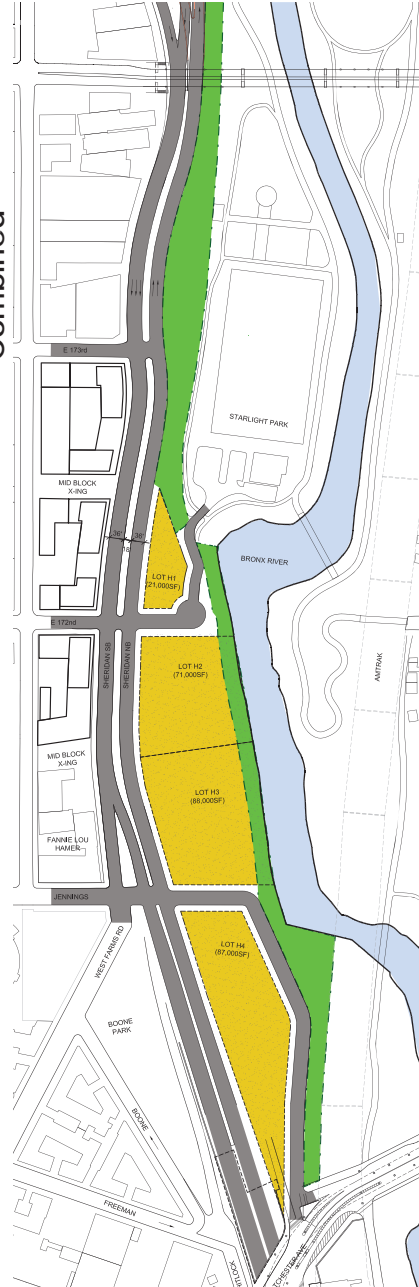 Combined
E 173rd
STARLIGHT PARK
MID BLOCK
X-ING
36'
36'
LOT H1
(21,000SF)
BRONX RIVER
E 172nd
SHERIDAN SB
SHERIDAN NB
LOT H2
(71,000SF)
AMTRAK
MID BLOCK
X-ING
LOT H3
(88,000SF)
FANNIE LOU
HAMER
JENNINGS
WEST FARMS RD
LOT H4
(87,000SF)
BOONE
PARK
BOONE
FREEMAN